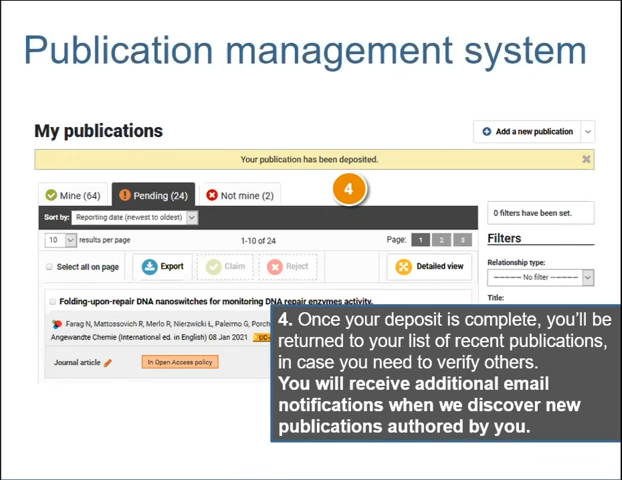 Publication management system
My publications
Add a new publication
Your publication has been deposited.
4
Mine (64)
Pending (24)
Not mine (2)
Sort by: Reporting date (newest to oldest)
0 filters have been set.
10 results per page
1-10 of 24
Page: 1 2 3
Filters
Select all on page
Export
Claim
Reject
Detailed view
Relationship type:
------ No filter ------
Title:
Folding-upon-repair DNA nanoswitches for monitoring DNA repair enzymes activity.
Farag N, Mattossovich R, Merlo R, Nierzwicki Ł, Palermo G, Porch
Angewandte Chemie (International ed. in English) 08 Jan 2021
Journal article
In Open Access policy
4. Once your deposit is complete, you'll be
returned to your list of recent publications,
in case you need to verify others.
You will receive additional email
notifications when we discover new
publications authored by you.